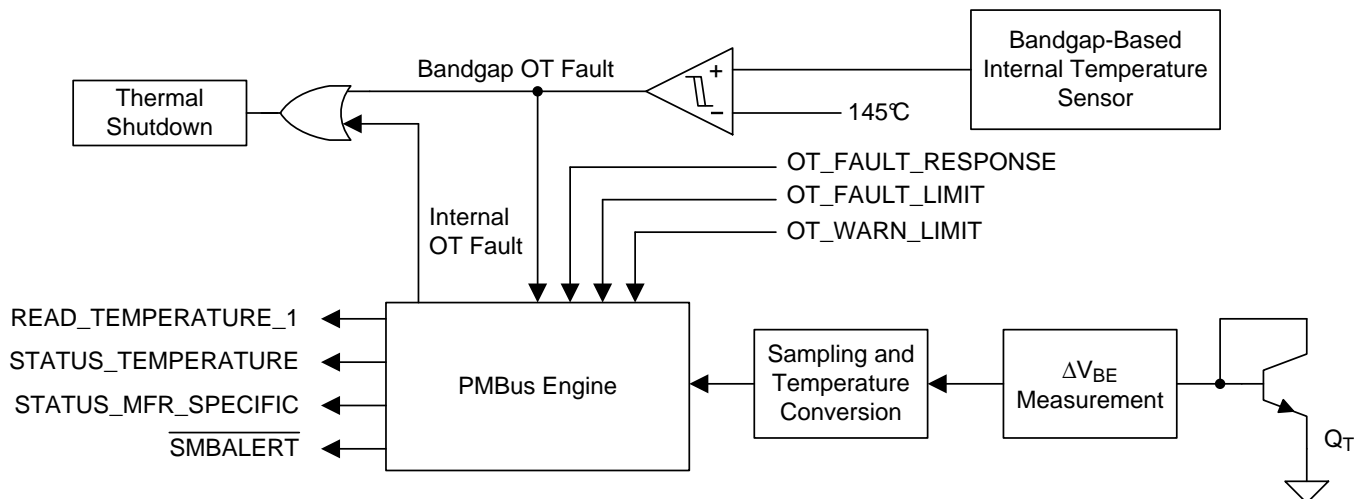 Bandgap-Based
Internal Temperature
Sensor
Bandgap OT Fault
+
−
145°C
Thermal
Shutdown
OT_FAULT_RESPONSE
OT_FAULT_LIMIT
OT_WARN_LIMIT
Internal
OT Fault
READ_TEMPERATURE_1
STATUS_TEMPERATURE
STATUS_MFR_SPECIFIC
SMBALERT
PMBus Engine
Sampling and
Temperature
Conversion
ΔVBE
Measurement
QT